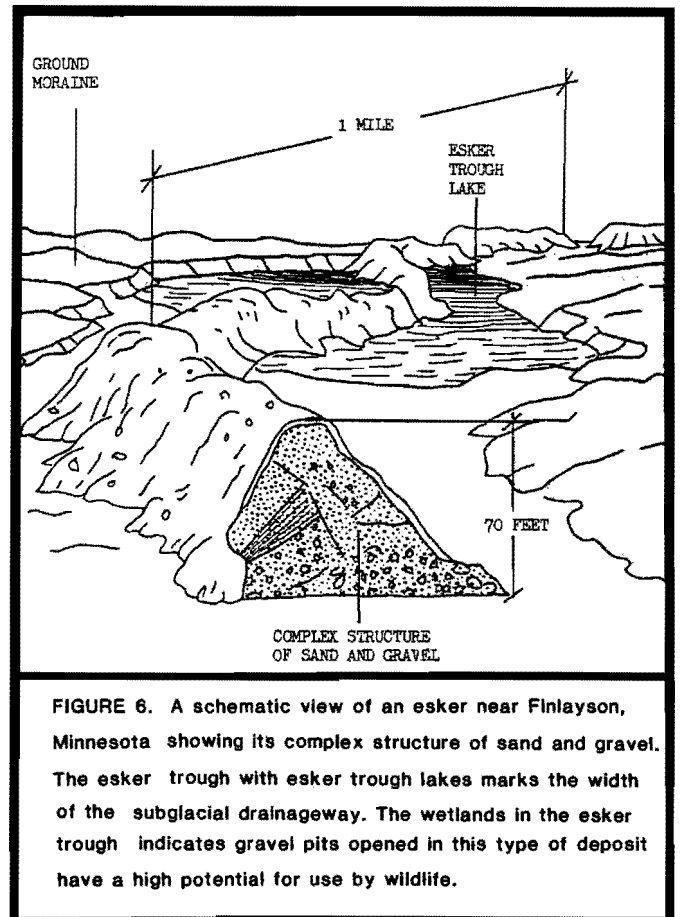 GROUND
MORAINE
1 MILE
ESKER
TROUGH
LAKE
70 FEET
COMPLEX STRUCTURE
OF SAND AND GRAVEL
FIGURE 6. A schematic view of an esker near Finlayson,
Minnesota showing its complex structure of sand and gravel.
The esker trough with esker trough lakes marks the width
of the subglacial drainageway. The wetlands in the esker
trough indicates gravel pits opened in this type of deposit
have a high potential for use by wildlife.